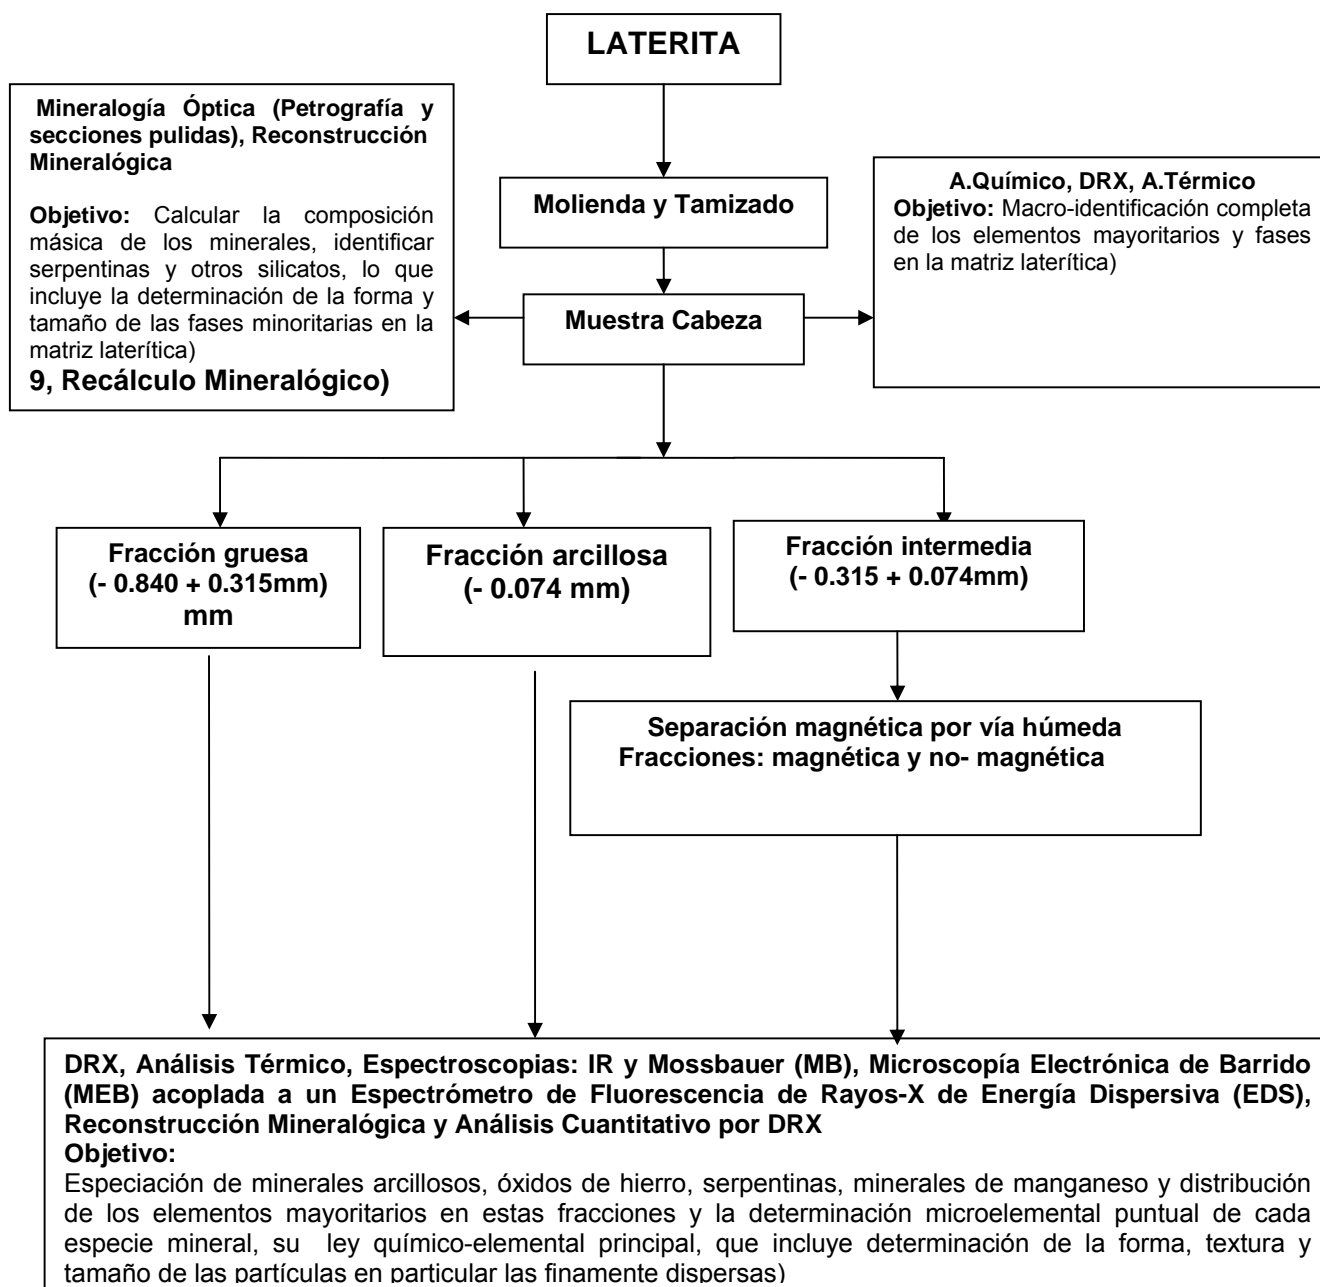 LATERITA
Mineralogía Óptica (Petrografía y
secciones pulidas), Reconstrucción
Mineralógica
Objetivo: Calcular la composición
másica de los minerales, identificar
serpentinas y otros silicatos, lo que
incluye la determinación de la forma y
tamaño de las fases minoritarias en la
matriz laterítica)
9, Recálculo Mineralógico)
Molienda y Tamizado
A.Químico, DRX, A.Térmico
Objetivo: Macro-identificación completa
de los elementos mayoritarios y fases
en la matriz laterítica)
Muestra Cabeza
Fracción gruesa
(- 0.840 + 0.315mm)
mm
Fracción arcillosa
(- 0.074 mm)
Fracción intermedia
(- 0.315 + 0.074mm)
Separación magnética por vía húmeda
Fracciones: magnética y no- magnética
DRX, Análisis Térmico, Espectroscopias: IR y Mossbauer (MB), Microscopía Electrónica de Barrido
(MEB) acoplada a un Espectrómetro de Fluorescencia de Rayos-X de Energía Dispersiva (EDS),
Reconstrucción Mineralógica y Análisis Cuantitativo por DRX
Objetivo:
Especiación de minerales arcillosos, óxidos de hierro, serpentinas, minerales de manganeso y distribución
de los elementos mayoritarios en estas fracciones y la determinación microelemental puntual de cada
especie mineral, su ley químico-elemental principal, que incluye determinación de la forma, textura y
tamaño de las partículas en particular las finamente dispersas)